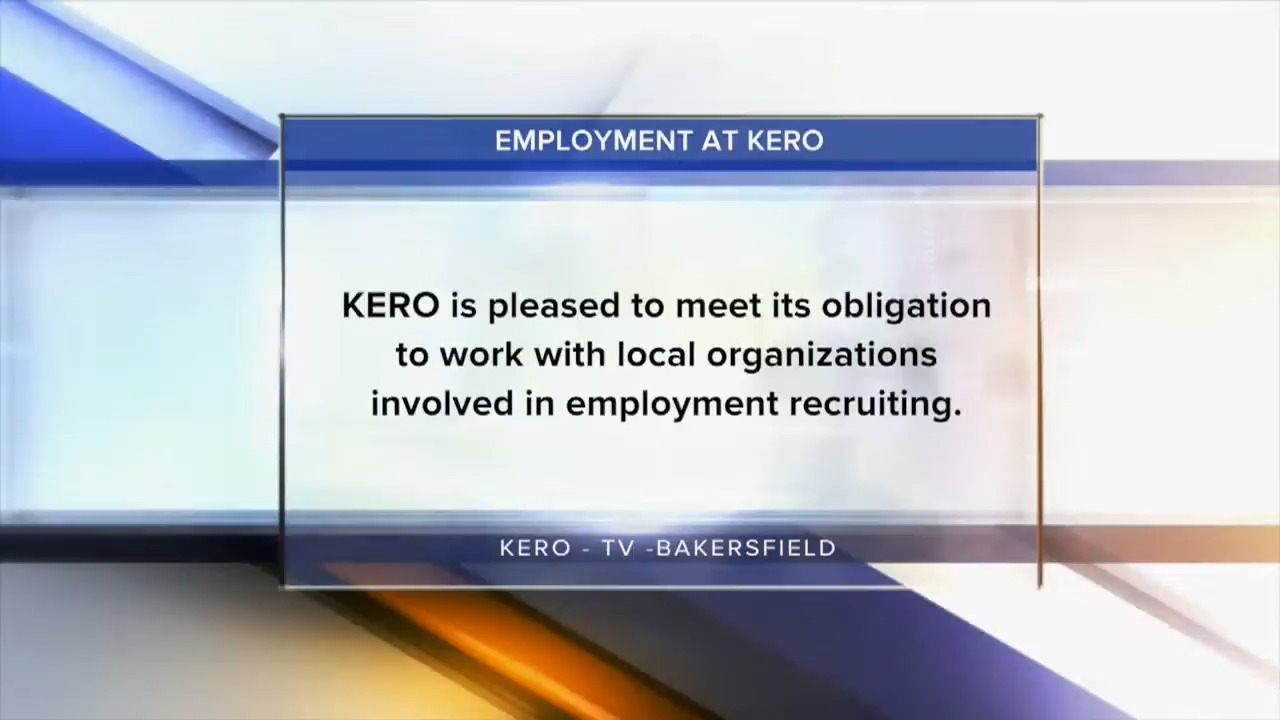 EMPLOYMENT AT KERO
KERO is pleased to meet its obligation
to work with local organizations
involved in employment recruiting.
KERO - TV -BAKERSFIELD